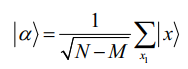 |α⟩ = 1/√(N − M) ∑_{x₁} |x⟩